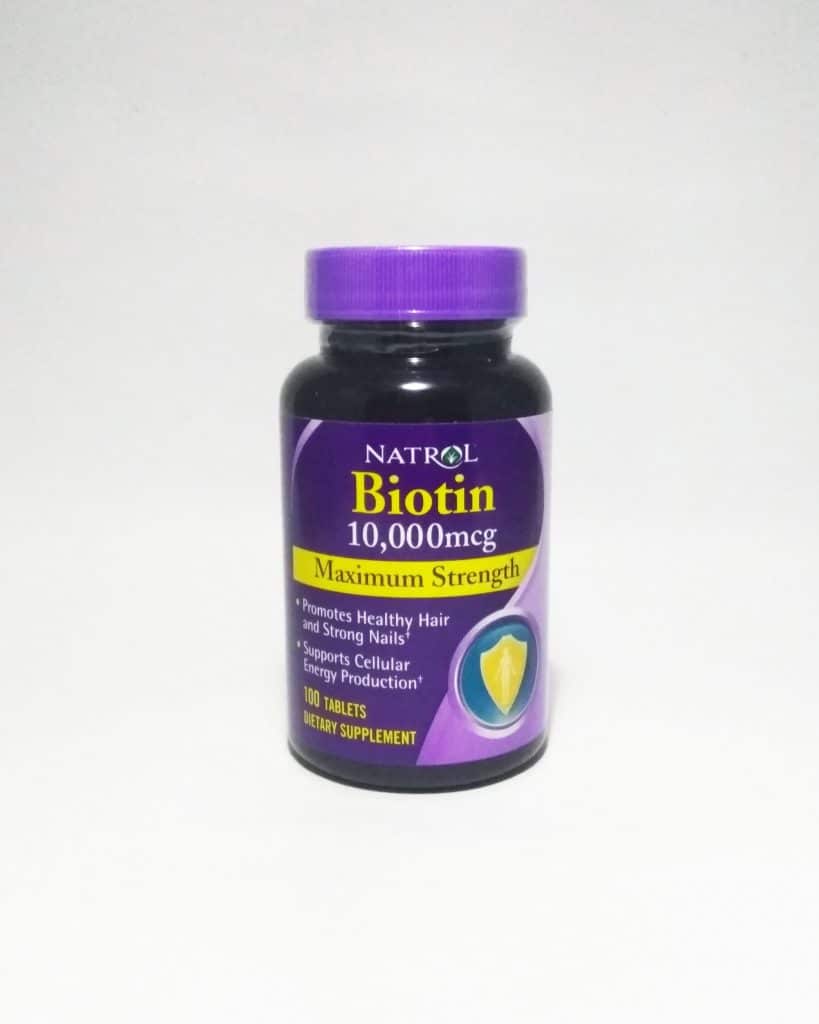 NATROL
Biotin
10,000mcg
Maximum Strength
• Promotes Healthy Hair
and Strong Nails†
• Supports Cellular
Energy Production†
100 TABLETS
DIETARY SUPPLEMENT